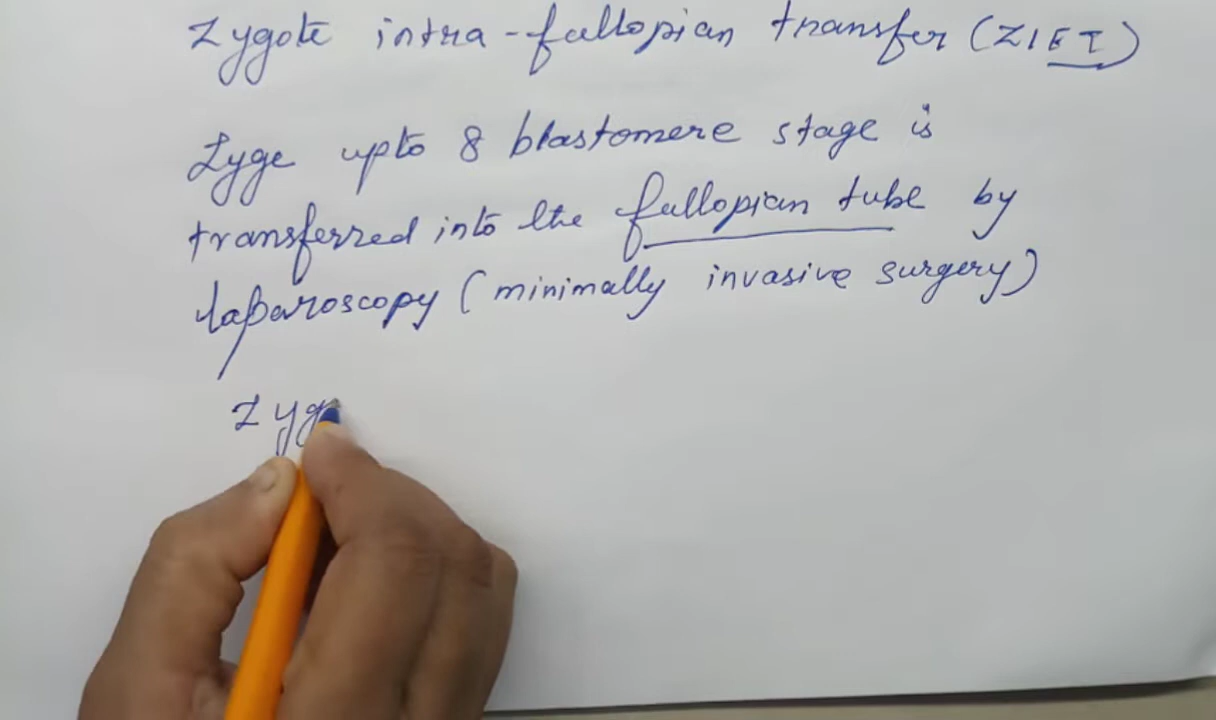 Zygote intra-fallopian transfer (ZIET)
Zyge upto 8 blastomere stage is
transferred into the fallopian tube by
laparoscopy (minimally invasive surgery)
zyg